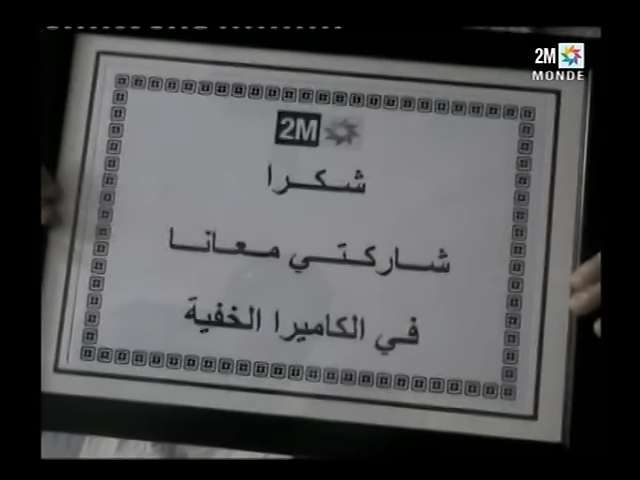 2M
MONDE
2M
شكرا
شاركتي معانا
في الكاميرا الخفية